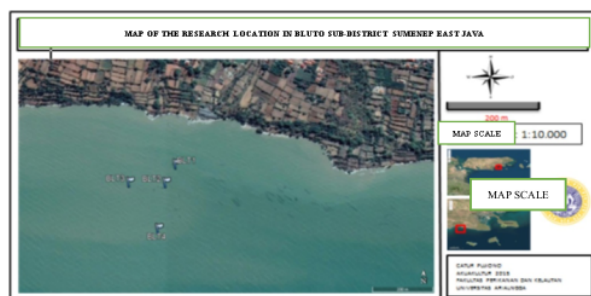 MAP OF THE RESEARCH LOCATION IN BLUTO SUB-DISTRICT SUMENEP EAST JAVA
200 m
MAP SCALE : 1:10.000
MAP SCALE
CATUR PUJIONO
AKUAKULTUR 2015
FAKULTAS PERIKANAN DAN KELAUTAN
UNIVERSITAS AIRLANGGA
N